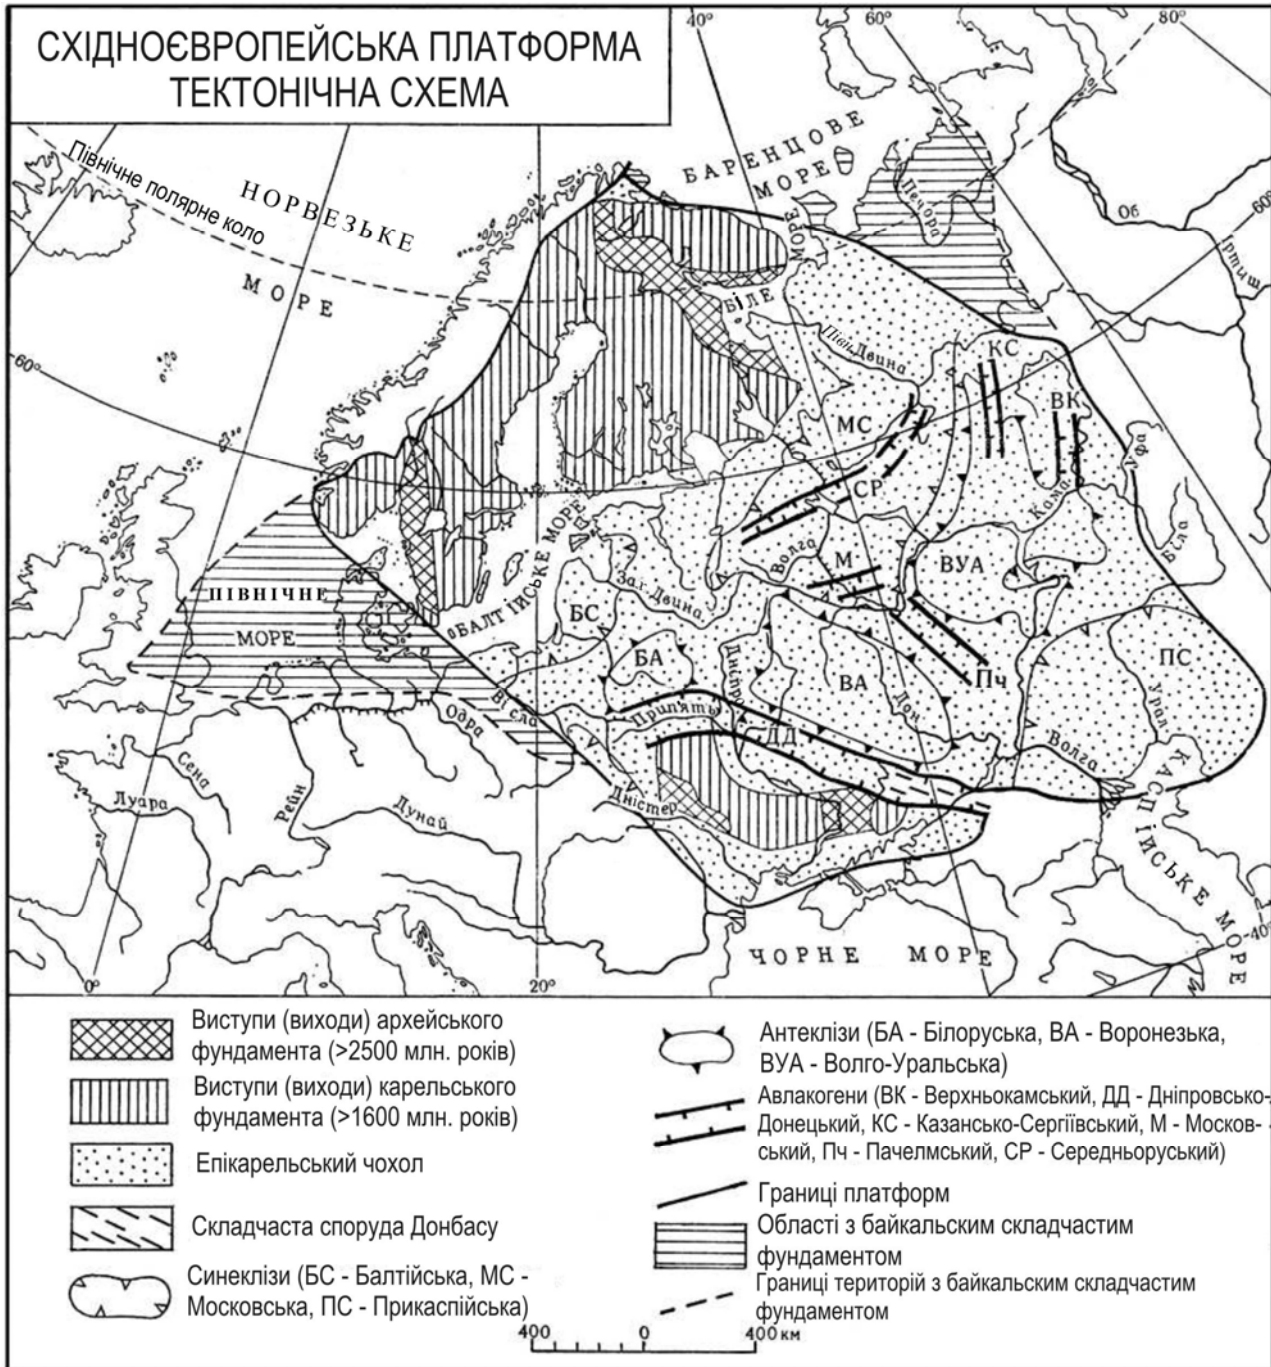 СХІДНОЄВРОПЕЙСЬКА ПЛАТФОРМА
ТЕКТОНІЧНА СХЕМА
40°
60°
80°
Північне полярне коло
НОРВЕЗЬКЕ
МОРЕ
БАРЕНЦОВЕ
МОРЕ
Печора
Об
60°
Іртиш
МОРЕ
БІЛЕ
Півн. Двина
КС
ВК
60°
МС
СР
Кама
Біла
Волга
М
ВУА
ПІВНІЧНЕ
МОРЕ
БАЛТІЙСЬКЕ МОРЕ
Зах. Двина
БС
БА
Дніпро
ВА
Дон
Пч
ПС
Урал
Вісла
Одра
Прип'ять
ДД
Волга
Сена
Луара
Рейн
Дунай
Дністер
КАСПІЙСЬКЕ МОРЕ
ЧОРНЕ МОРЕ
40°
0°
20°
Виступи (виходи) архейського
фундамента (>2500 млн. років)
Виступи (виходи) карельського
фундамента (>1600 млн. років)
Епікарельський чохол
Складчаста споруда Донбасу
Синеклізи (БС - Балтійська, МС -
Московська, ПС - Прикаспійська)
Антеклізи (БА - Білоруська, ВА - Воронезька,
ВУА - Волго-Уральська)
Авлакогени (ВК - Верхньокамський, ДД - Дніпровсько-
Донецький, КС - Казансько-Сергіївський, М - Москов-
ський, Пч - Пачелмський, СР - Середньоруський)
Границі платформ
Області з байкальским складчастим
фундаментом
Границі територій з байкальским складчастим
фундаментом
400 0 400 км